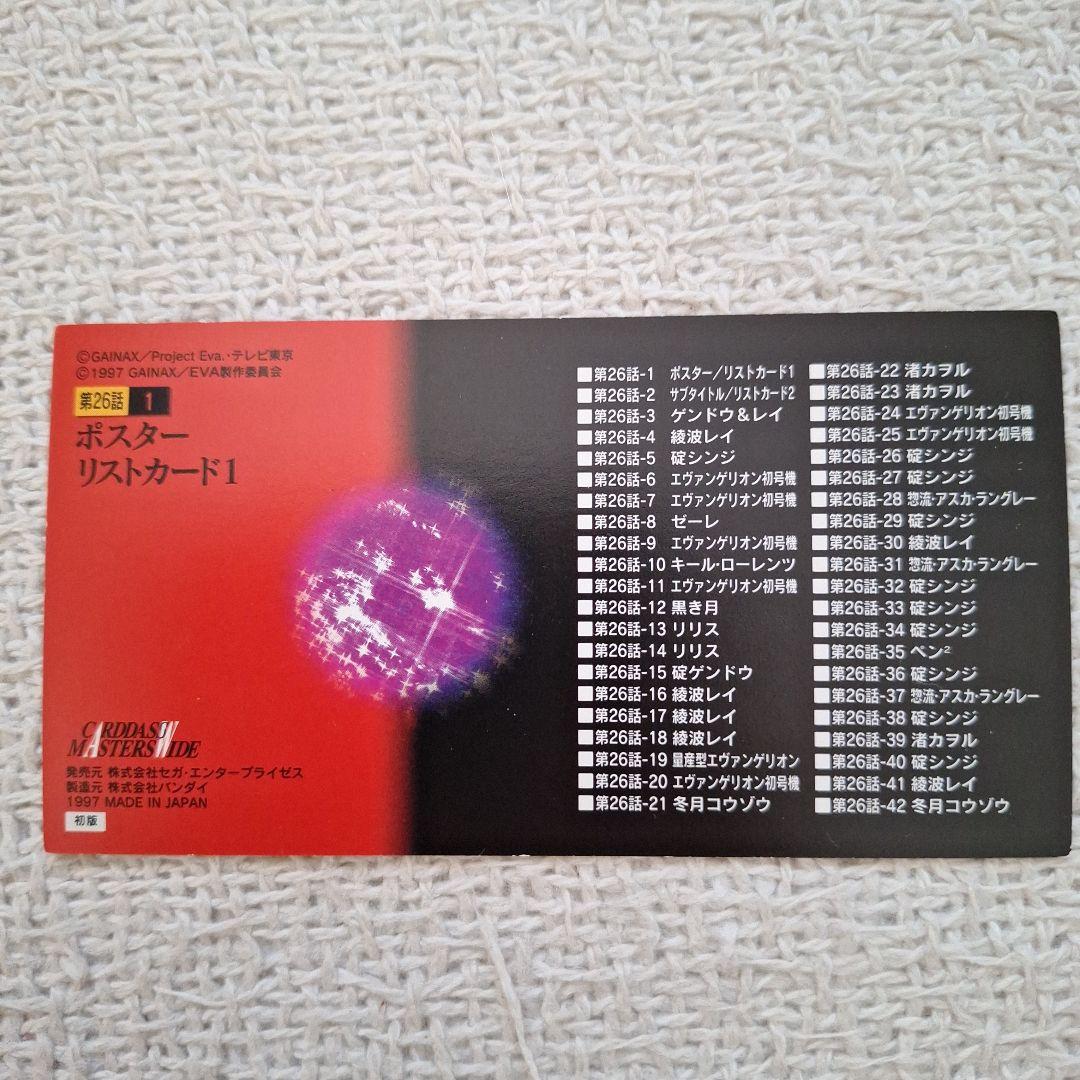 ©GAINAX／Project Eva.・テレビ東京
©1997 GAINAX／EVA製作委員会
第26話 1
ポスター
リストカード1
CARDDASS
MASTERS WIDE
発売元 株式会社セガ・エンタープライゼス
製造元 株式会社バンダイ
1997 MADE IN JAPAN
初版
第26話-1 ポスター／リストカード1
第26話-2 サブタイトル／リストカード2
第26話-3 ゲンドウ＆レイ
第26話-4 綾波レイ
第26話-5 碇シンジ
第26話-6 エヴァンゲリオン初号機
第26話-7 エヴァンゲリオン初号機
第26話-8 ゼーレ
第26話-9 エヴァンゲリオン初号機
第26話-10 キール・ローレンツ
第26話-11 エヴァンゲリオン初号機
第26話-12 黒き月
第26話-13 リリス
第26話-14 リリス
第26話-15 碇ゲンドウ
第26話-16 綾波レイ
第26話-17 綾波レイ
第26話-18 綾波レイ
第26話-19 量産型エヴァンゲリオン
第26話-20 エヴァンゲリオン初号機
第26話-21 冬月コウゾウ
第26話-22 渚カヲル
第26話-23 渚カヲル
第26話-24 エヴァンゲリオン初号機
第26話-25 エヴァンゲリオン初号機
第26話-26 碇シンジ
第26話-27 碇シンジ
第26話-28 惣流・アスカ・ラングレー
第26話-29 碇シンジ
第26話-30 綾波レイ
第26話-31 惣流・アスカ・ラングレー
第26話-32 碇シンジ
第26話-33 碇シンジ
第26話-34 碇シンジ
第26話-35 ペン²
第26話-36 碇シンジ
第26話-37 惣流・アスカ・ラングレー
第26話-38 碇シンジ
第26話-39 渚カヲル
第26話-40 碇シンジ
第26話-41 綾波レイ
第26話-42 冬月コウゾウ